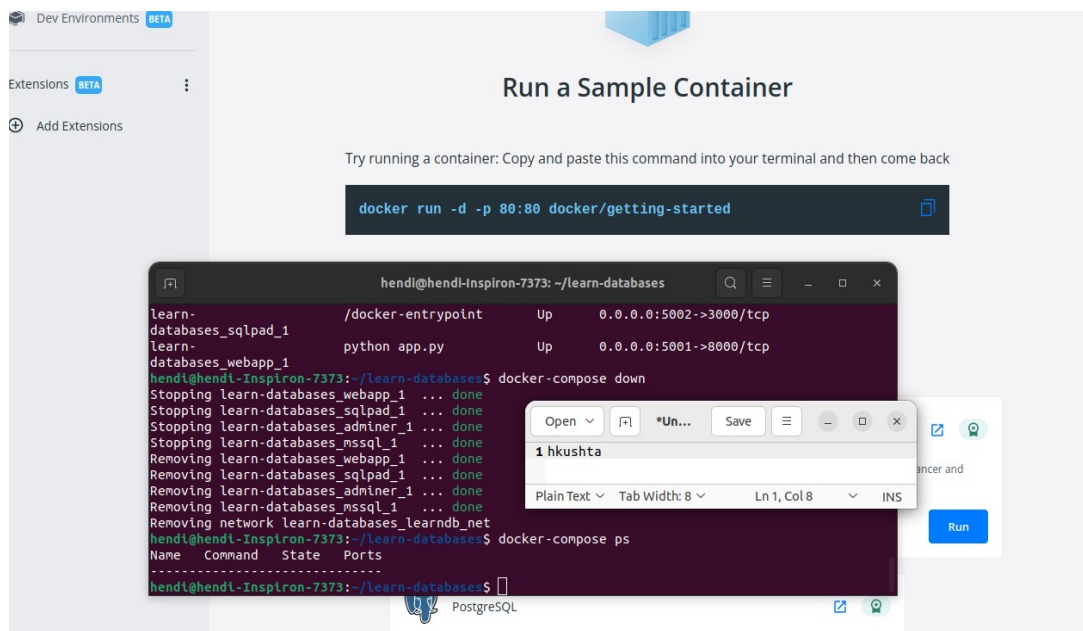 Dev Environments BETA
Extensions BETA
Add Extensions
Run a Sample Container
Try running a container: Copy and paste this command into your terminal and then come back
docker run -d -p 80:80 docker/getting-started
hendi@hendi-Inspiron-7373: ~/learn-databases
learn- /docker-entrypoint Up 0.0.0.0:5002->3000/tcp
databases_sqlpad_1
learn- python app.py Up 0.0.0.0:5001->8000/tcp
databases_webapp_1
hendi@hendi-Inspiron-7373:~/learn-databases$ docker-compose down
Stopping learn-databases_webapp_1 ... done
Stopping learn-databases_sqlpad_1 ... done
Stopping learn-databases_adminer_1 ... done
Stopping learn-databases_mssql_1 ... done
Removing learn-databases_webapp_1 ... done
Removing learn-databases_sqlpad_1 ... done
Removing learn-databases_adminer_1 ... done
Removing learn-databases_mssql_1 ... done
Removing network learn-databases_learndb_net
hendi@hendi-Inspiron-7373:~/learn-databases$ docker-compose ps
Name Command State Ports
------------------------------
hendi@hendi-Inspiron-7373:~/learn-databases$
Open *Un... Save
1 hkushta
Plain Text Tab Width: 8 Ln 1, Col 8 INS
ancer and
Run
PostgreSQL